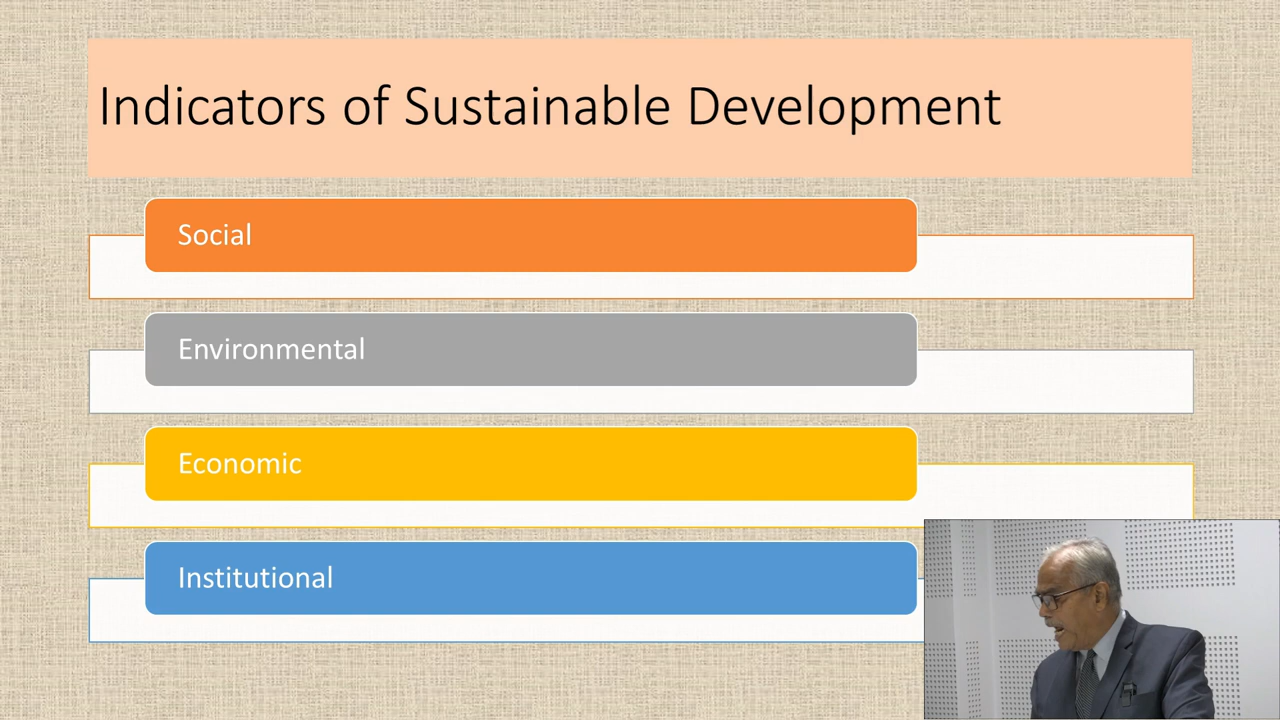 Indicators of Sustainable Development
Social
Environmental
Economic
Institutional